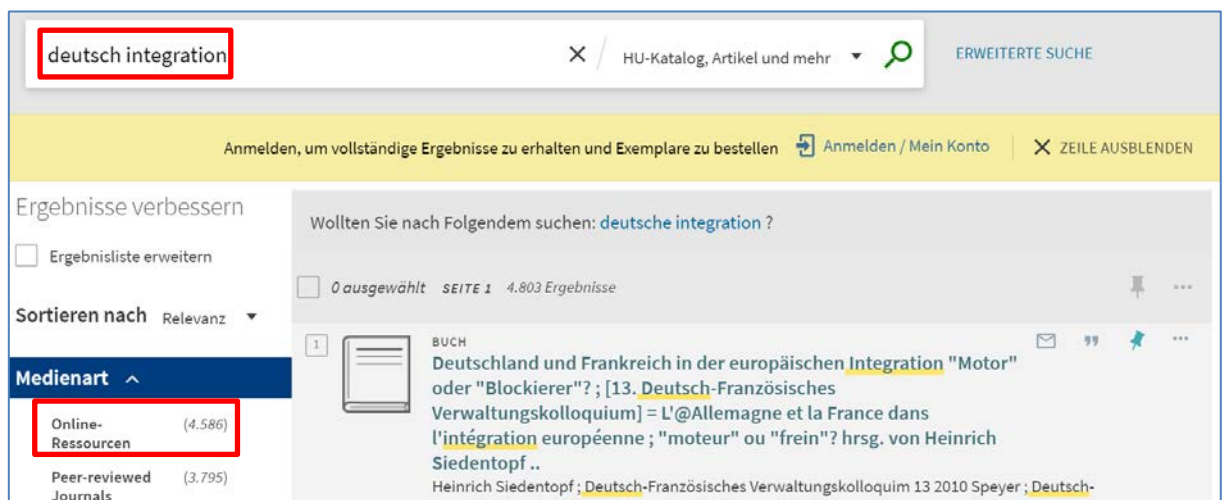 deutsch integration
HU-Katalog, Artikel und mehr
ERWEITERTE SUCHE
Anmelden, um vollständige Ergebnisse zu erhalten und Exemplare zu bestellen Anmelden / Mein Konto ZEILE AUSBLENDEN
Ergebnisse verbessern
Ergebnisliste erweitern
Sortieren nach Relevanz
Medienart
Online-
Ressourcen (4.586)
Peer-reviewed
Journals (3.795)
Wollten Sie nach Folgendem suchen: deutsche integration ?
0 ausgewählt SEITE 1 4.803 Ergebnisse
1
BUCH
Deutschland und Frankreich in der europäischen Integration "Motor"
oder "Blockierer"? ; [13. Deutsch-Französisches
Verwaltungskolloquium] = L'@Allemagne et la France dans
l'intégration européenne ; "moteur" ou "frein"? hrsg. von Heinrich
Siedentopf ..
Heinrich Siedentopf ; Deutsch-Französisches Verwaltungskolloquim 13 2010 Speyer ; Deutsch-